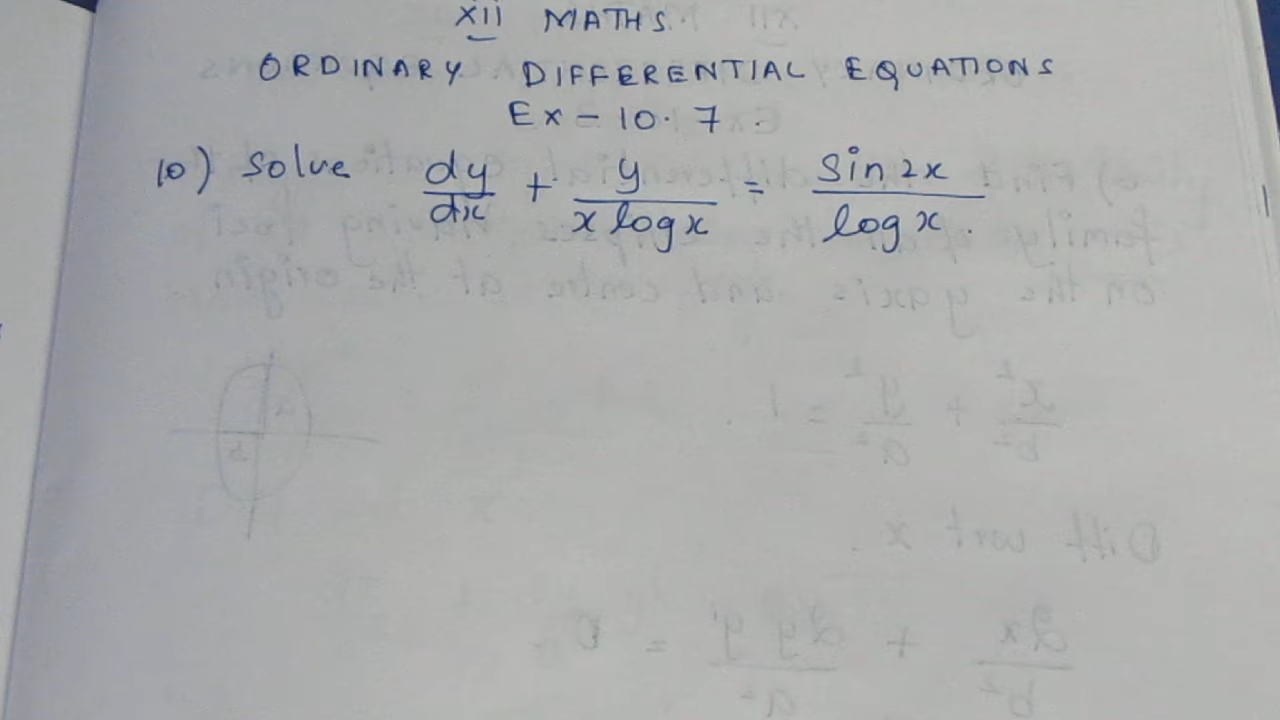 XII MATHS.
ORDINARY DIFFERENTIAL EQUATIONS
Ex - 10.7.
10) Solve dy/dx + y/(x log x) = sin 2x/log x.